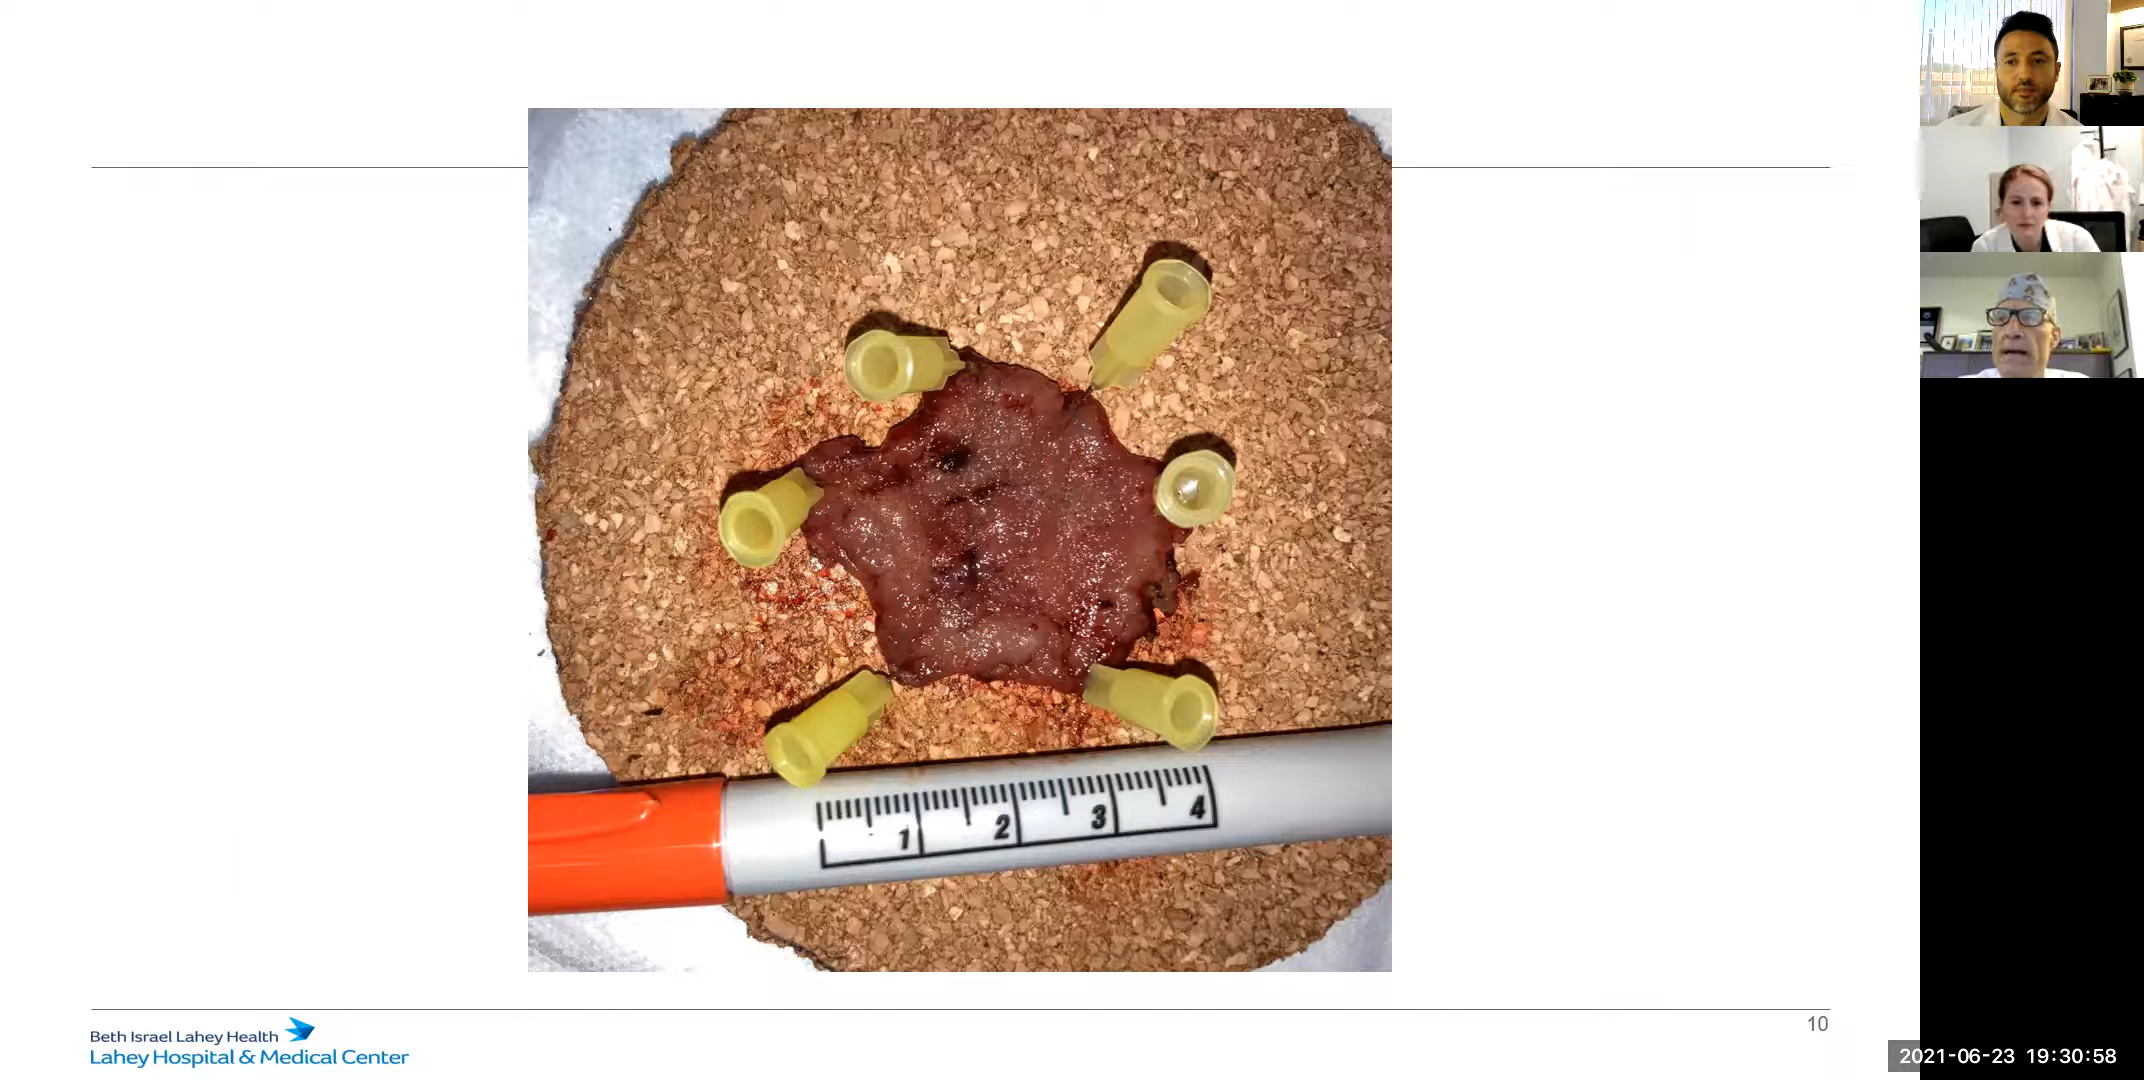 1 2 3 4
10
Beth Israel Lahey Health
Lahey Hospital & Medical Center
2021-06-23 19:30:58